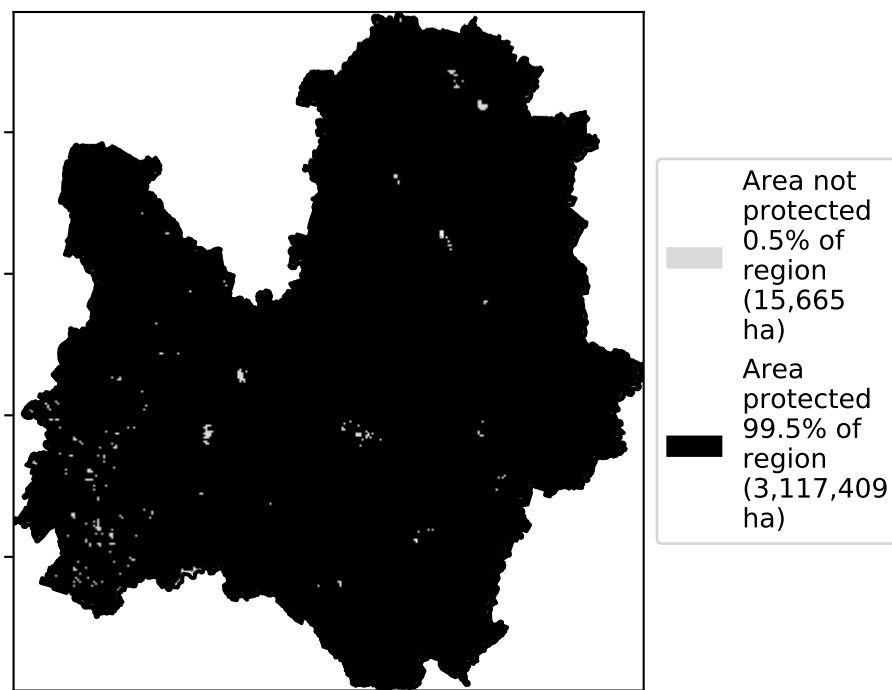 Area not
protected
0.5% of
region
(15,665
ha)
Area
protected
99.5% of
region
(3,117,409
ha)